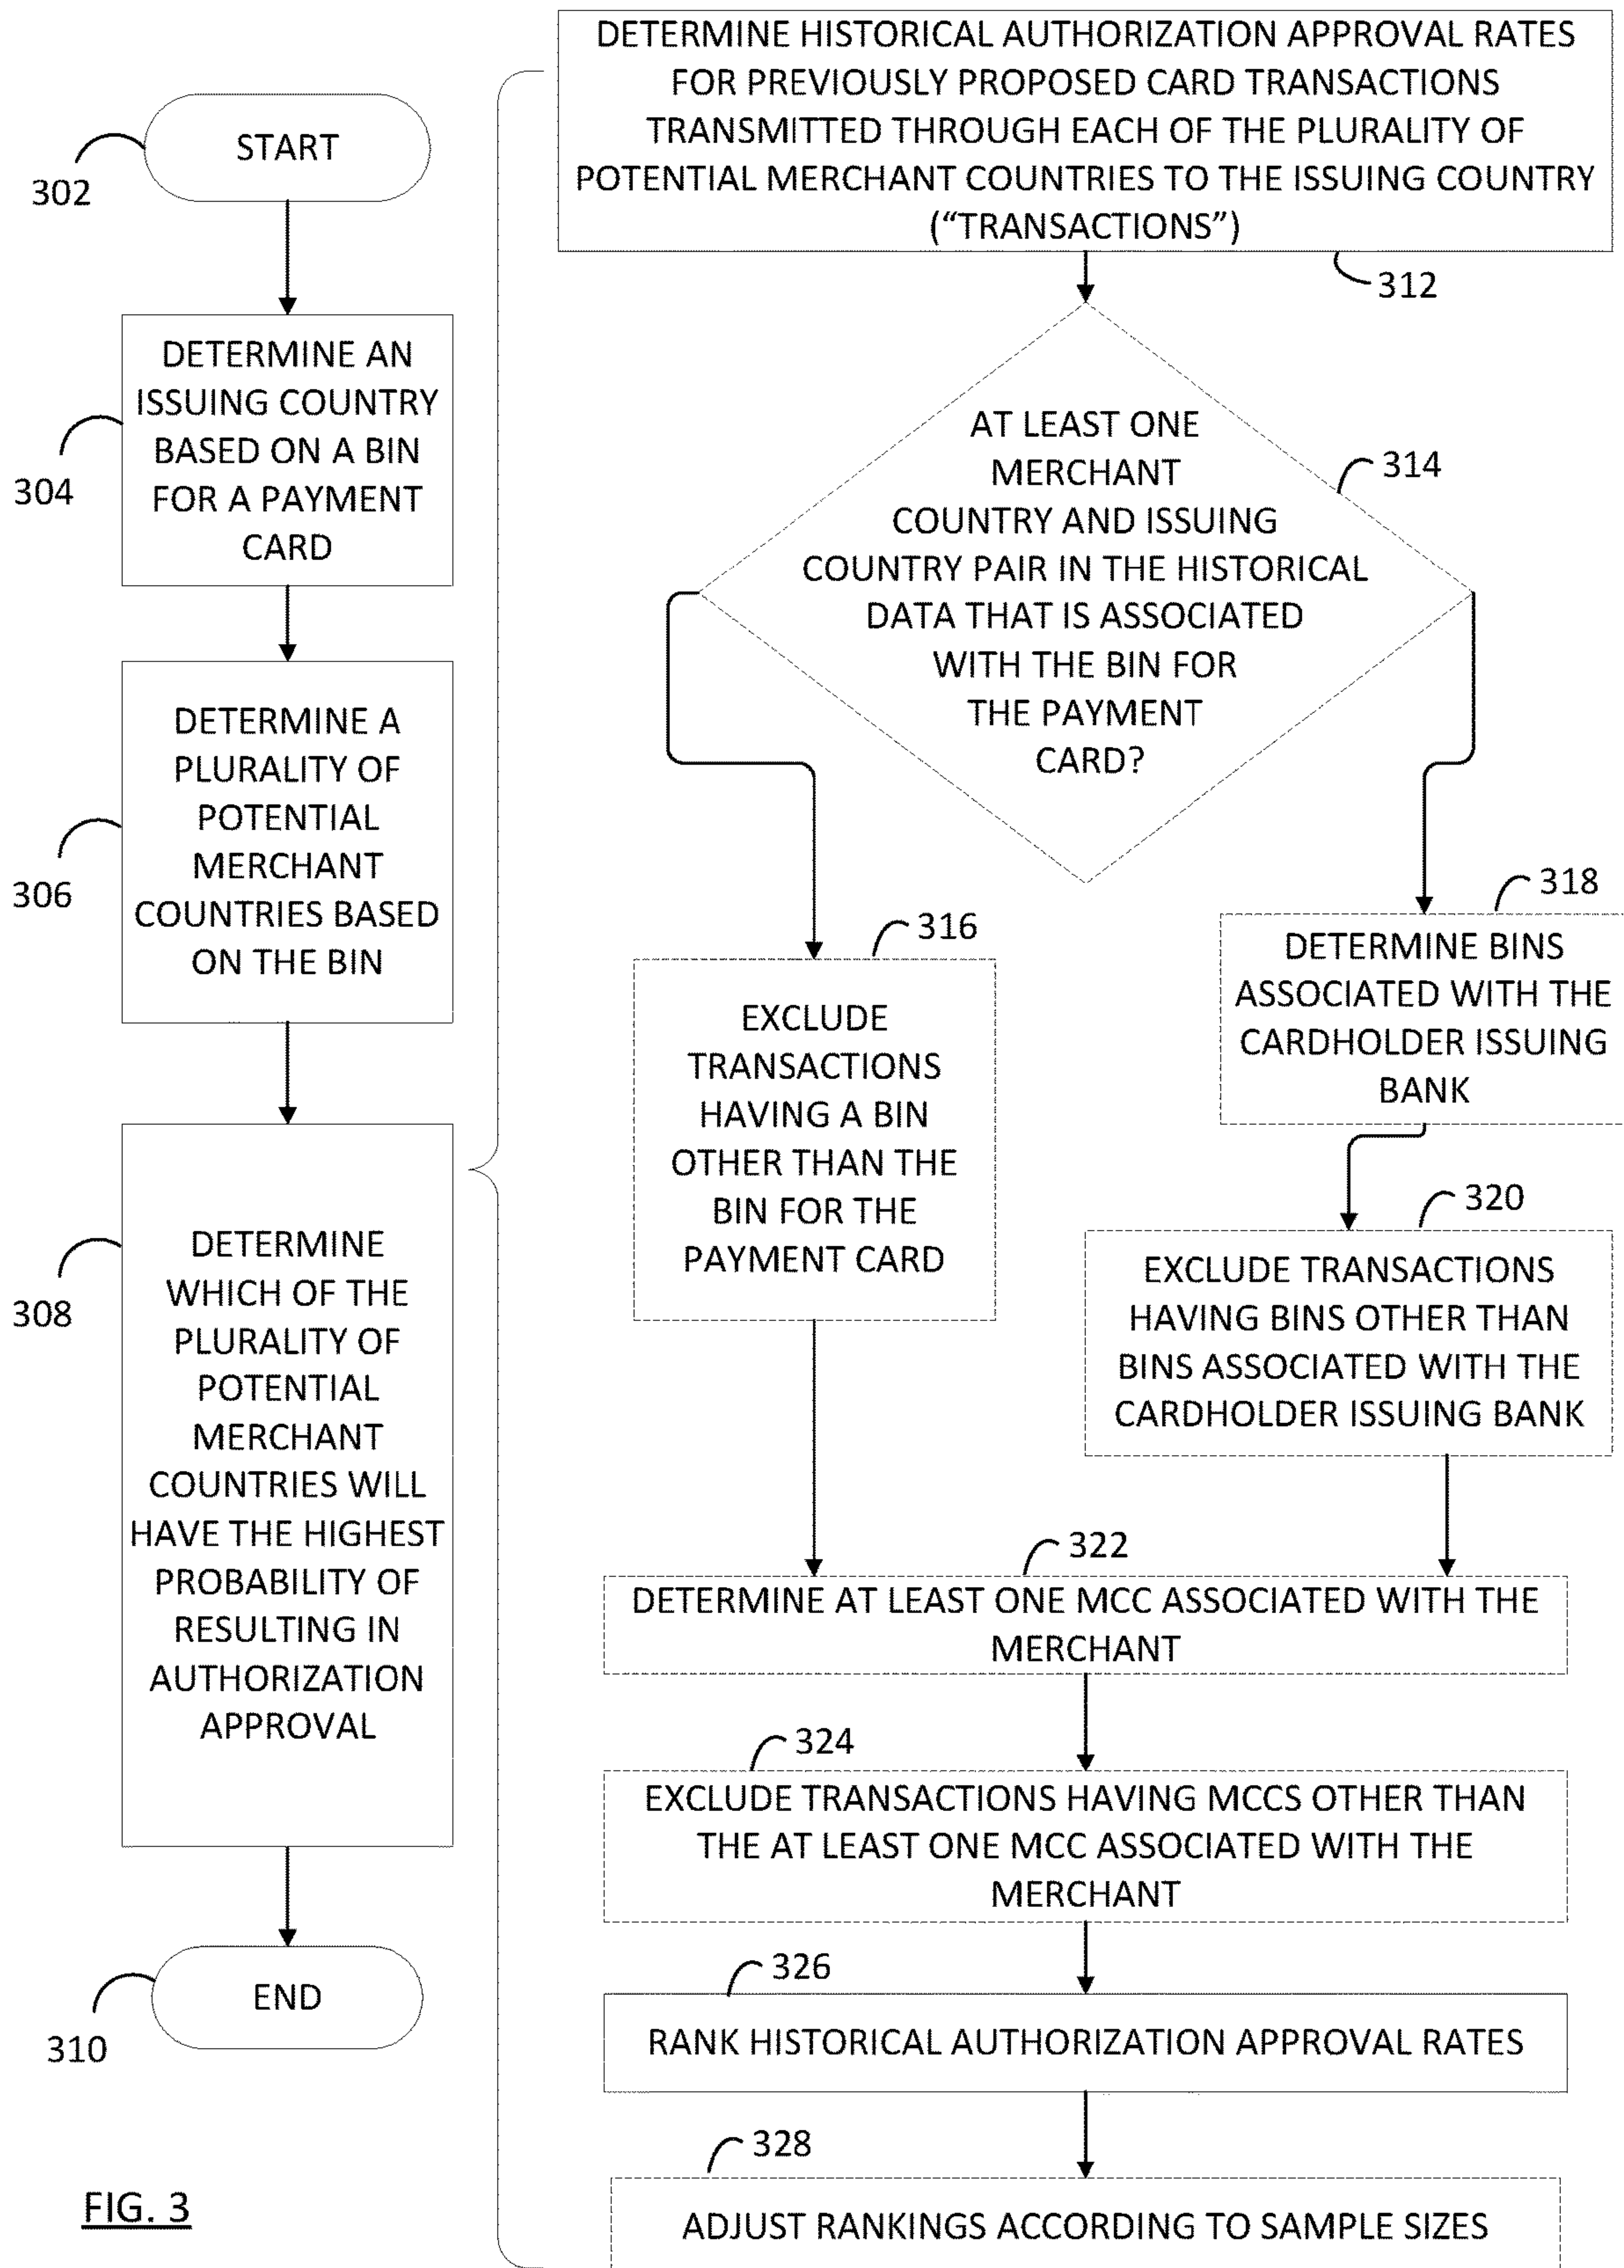 START
302
DETERMINE AN
ISSUING COUNTRY
BASED ON A BIN
FOR A PAYMENT
CARD
304
DETERMINE A
PLURALITY OF
POTENTIAL
MERCHANT
COUNTRIES BASED
ON THE BIN
306
DETERMINE
WHICH OF THE
PLURALITY OF
POTENTIAL
MERCHANT
COUNTRIES WILL
HAVE THE HIGHEST
PROBABILITY OF
RESULTING IN
AUTHORIZATION
APPROVAL
308
END
310
DETERMINE HISTORICAL AUTHORIZATION APPROVAL RATES
FOR PREVIOUSLY PROPOSED CARD TRANSACTIONS
TRANSMITTED THROUGH EACH OF THE PLURALITY OF
POTENTIAL MERCHANT COUNTRIES TO THE ISSUING COUNTRY
(“TRANSACTIONS”)
312
AT LEAST ONE
MERCHANT
COUNTRY AND ISSUING
COUNTRY PAIR IN THE HISTORICAL
DATA THAT IS ASSOCIATED
WITH THE BIN FOR
THE PAYMENT
CARD?
314
316
EXCLUDE
TRANSACTIONS
HAVING A BIN
OTHER THAN THE
BIN FOR THE
PAYMENT CARD
318
DETERMINE BINS
ASSOCIATED WITH THE
CARDHOLDER ISSUING
BANK
320
EXCLUDE TRANSACTIONS
HAVING BINS OTHER THAN
BINS ASSOCIATED WITH THE
CARDHOLDER ISSUING BANK
322
DETERMINE AT LEAST ONE MCC ASSOCIATED WITH THE
MERCHANT
324
EXCLUDE TRANSACTIONS HAVING MCCS OTHER THAN
THE AT LEAST ONE MCC ASSOCIATED WITH THE
MERCHANT
326
RANK HISTORICAL AUTHORIZATION APPROVAL RATES
328
ADJUST RANKINGS ACCORDING TO SAMPLE SIZES
FIG. 3